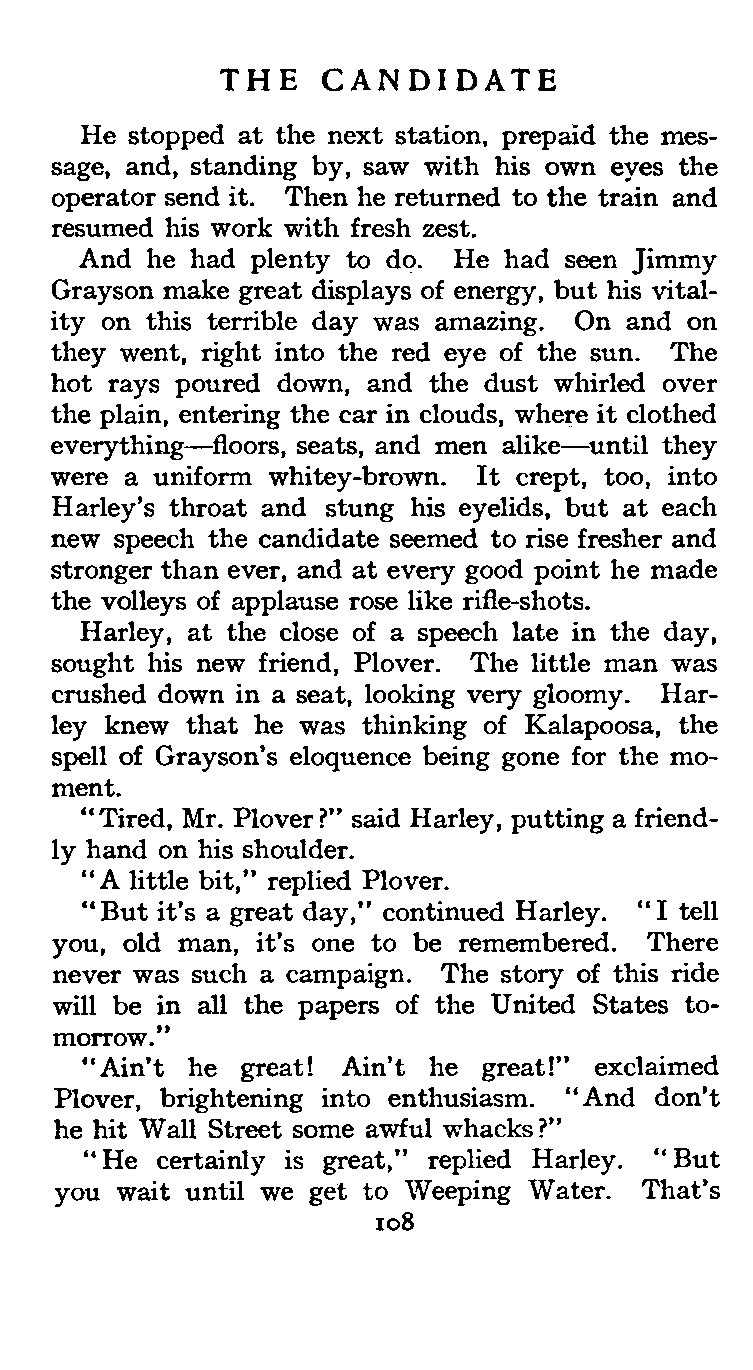 THE CANDIDATE
He stopped at the next station, prepaid the mes-
sage, and, standing by, saw with his own eyes the
operator send it. Then he returned to the train and
resumed his work with fresh zest.
And he had plenty to do. He had seen Jimmy
Grayson make great displays of energy, but his vital-
ity on this terrible day was amazing. On and on
they went, right into the red eye of the sun. The
hot rays poured down, and the dust whirled over
the plain, entering the car in clouds, where it clothed
everything—floors, seats, and men alike—until they
were a uniform whitey-brown. It crept, too, into
Harley's throat and stung his eyelids, but at each
new speech the candidate seemed to rise fresher and
stronger than ever, and at every good point he made
the volleys of applause rose like rifle-shots.
Harley, at the close of a speech late in the day,
sought his new friend, Plover. The little man was
crushed down in a seat, looking very gloomy. Har-
ley knew that he was thinking of Kalapoosa, the
spell of Grayson's eloquence being gone for the mo-
ment.
"Tired, Mr. Plover?" said Harley, putting a friend-
ly hand on his shoulder.
"A little bit," replied Plover.
"But it's a great day," continued Harley. "I tell
you, old man, it's one to be remembered. There
never was such a campaign. The story of this ride
will be in all the papers of the United States to-
morrow."
"Ain't he great! Ain't he great!" exclaimed
Plover, brightening into enthusiasm. "And don't
he hit Wall Street some awful whacks?"
"He certainly is great," replied Harley. "But
you wait until we get to Weeping Water. That's
108